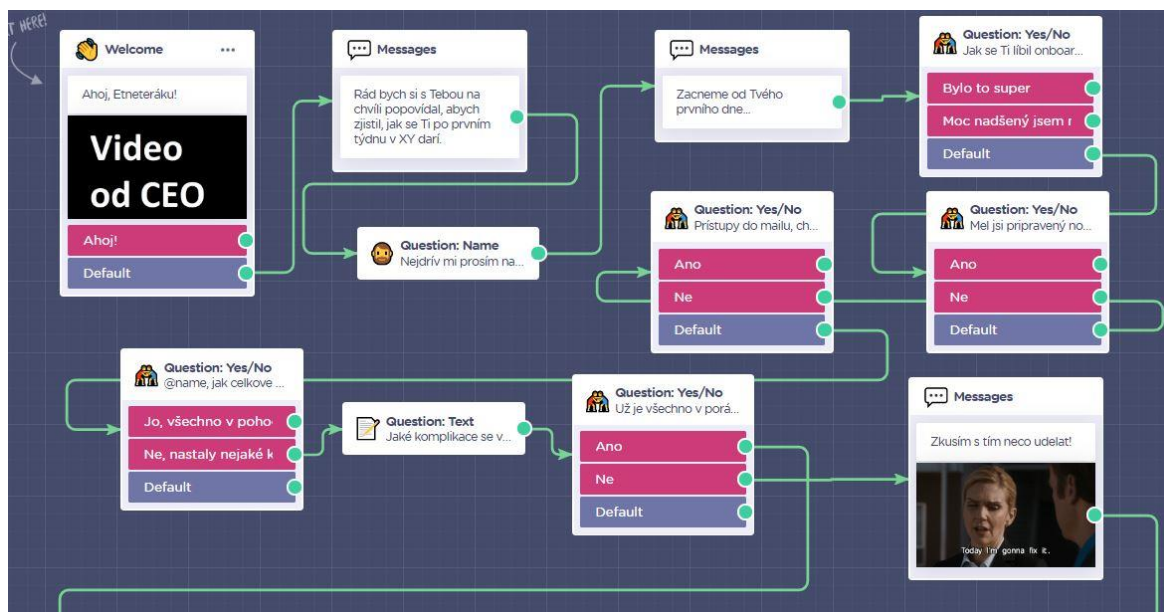 T HERE!
Welcome
Ahoj, Etneteráku!
Video
od CEO
Ahoj!
Default
Messages
Rád bych si s Tebou na
chvíli popovídal, abych
zjistil, jak se Ti po prvním
týdnu v XY darí.
Question: Name
Nejdrív mi prosím na...
Messages
Zacneme od Tvého
prvního dne...
Question: Yes/No
Jak se Ti líbil onboar...
Bylo to super
Moc nadšený jsem r
Default
Question: Yes/No
Mel jsi pripravený no...
Ano
Ne
Default
Question: Yes/No
Prístupy do mailu, ch...
Ano
Ne
Default
Question: Yes/No
@name, jak celkove ...
Jo, všechno v poho
Ne, nastaly nejaké k
Default
Question: Text
Jaké komplikace se v...
Question: Yes/No
Už je všechno v porá...
Ano
Ne
Default
Messages
Zkusím s tím neco udelat!
Today I'm gonna fix it.